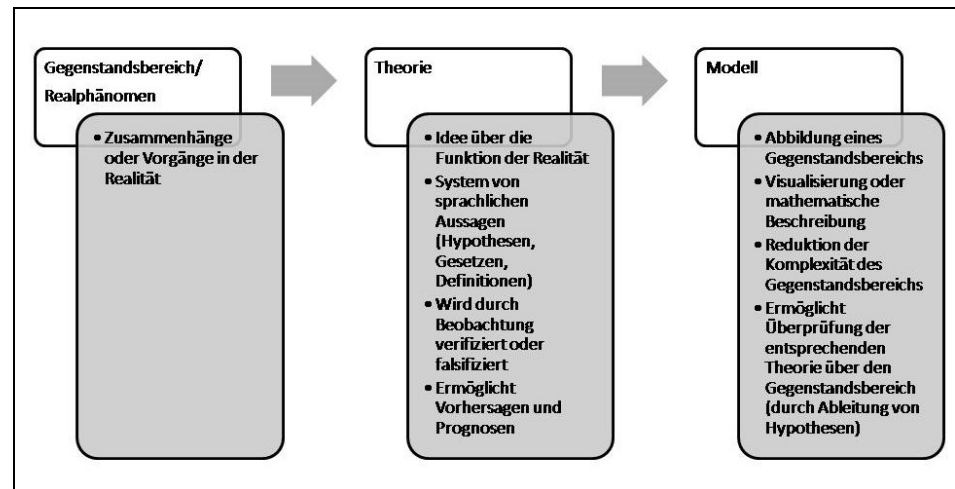 Gegenstandsbereich/
Realphänomen
• Zusammenhänge
oder Vorgänge in der
Realität
Theorie
• Idee über die
Funktion der Realität
• System von
sprachlichen
Aussagen
(Hypothesen,
Gesetzen,
Definitionen)
• Wird durch
Beobachtung
verifiziert oder
falsifiziert
• Ermöglicht
Vorhersagen und
Prognosen
Modell
• Abbildung eines
Gegenstandsbereichs
• Visualisierung oder
mathematische
Beschreibung
• Reduktion der
Komplexität des
Gegenstandsbereichs
• Ermöglicht
Überprüfung der
entsprechenden
Theorie über den
Gegenstandsbereich
(durch Ableitung von
Hypothesen)